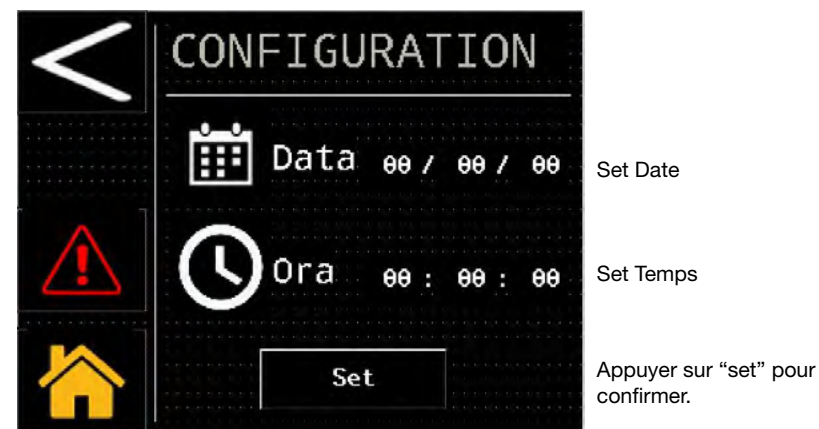 CONFIGURATION
Data 00 / 00 / 00
Set Date
Ora 00 : 00 : 00
Set Temps
Set
Appuyer sur “set” pour
confirmer.